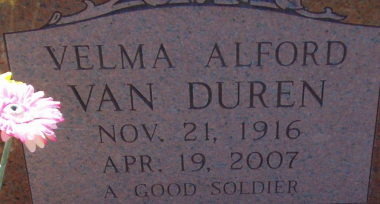 VELMA ALFORD
VAN DUREN
NOV. 21, 1916
APR. 19, 2007
A GOOD SOLDIER